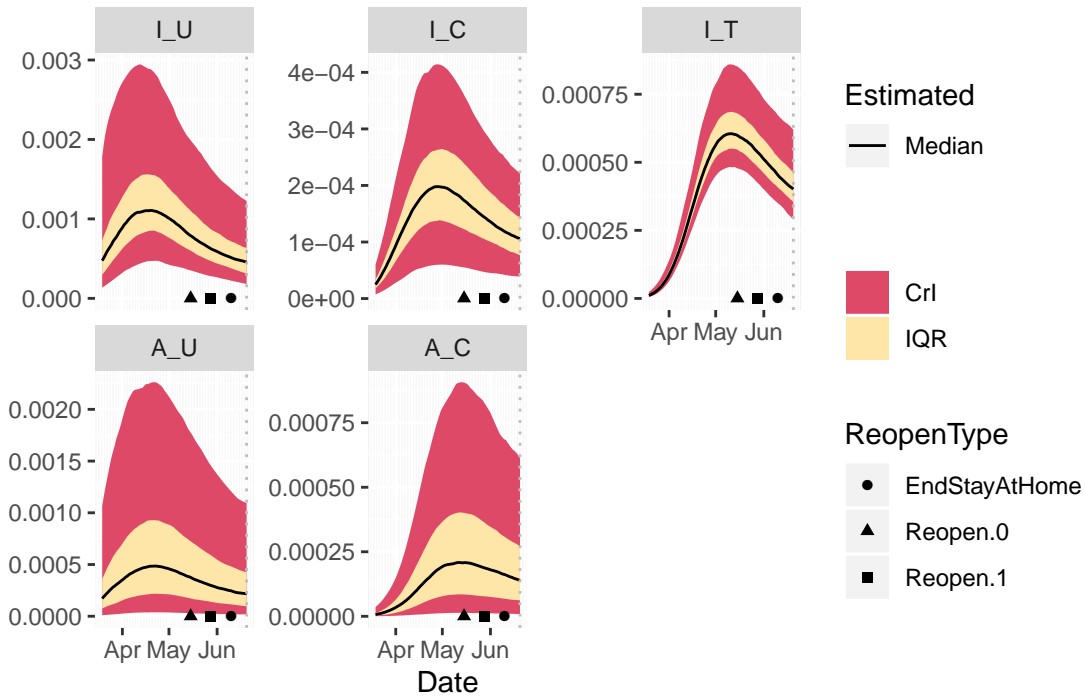 I_U
I_C
I_T
0.003
0.002
0.001
0.000
4e−04
3e−04
2e−04
1e−04
0e+00
0.00075
0.00050
0.00025
0.00000
Apr May Jun
A_U
A_C
0.0020
0.0015
0.0010
0.0005
0.0000
0.00075
0.00050
0.00025
0.00000
Apr May Jun
Apr May Jun
Date
Estimated
Median
CrI
IQR
ReopenType
EndStayAtHome
Reopen.0
Reopen.1